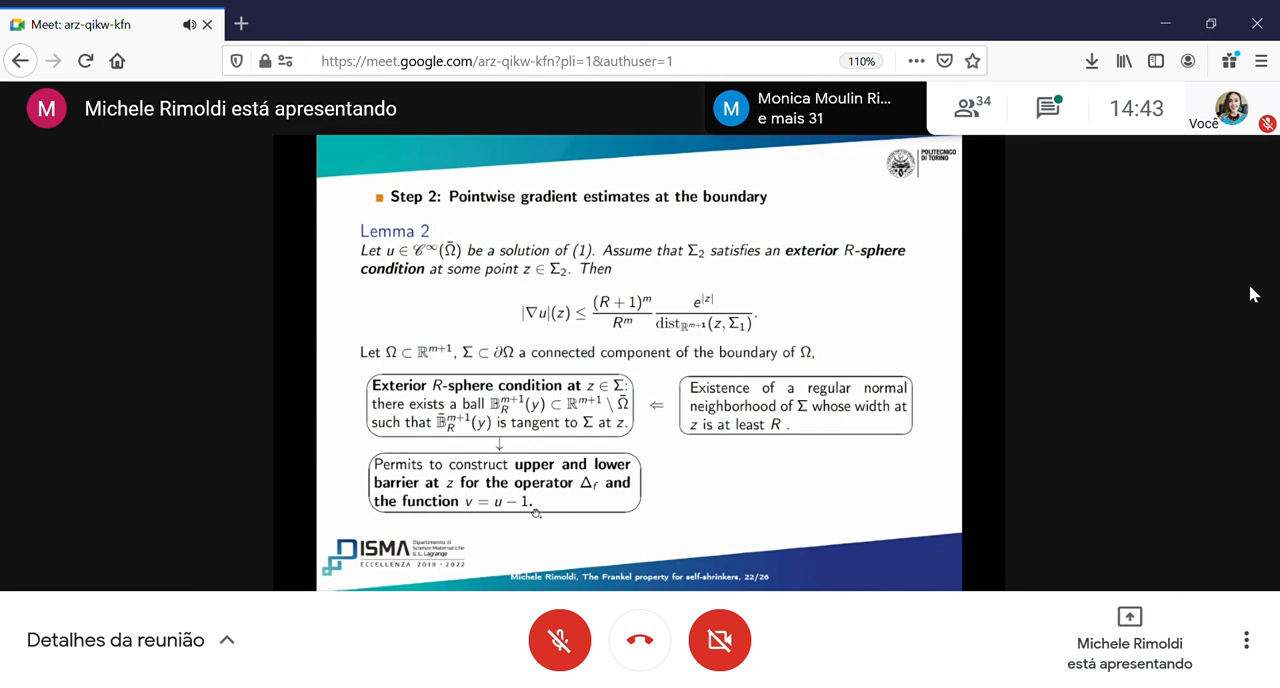 Meet: arz-qikw-kfn
https://meet.google.com/arz-qikw-kfn?pli=1&authuser=1
110%
M
Michele Rimoldi está apresentando
M
Monica Moulin Ri...
e mais 31
34
14:43
Você
POLITECNICO
DI TORINO
Step 2: Pointwise gradient estimates at the boundary
Lemma 2
Let u ∈ 𝒞^∞(Ω̄) be a solution of (1). Assume that Σ₂ satisfies an exterior R-sphere
condition at some point z ∈ Σ₂. Then
|∇u|(z) ≤ (R + 1)^m / R^m · e^{|z|} / dist_{ℝ^{m+1}}(z, Σ₁).
Let Ω ⊂ ℝ^{m+1}, Σ ⊂ ∂Ω a connected component of the boundary of Ω,
Exterior R-sphere condition at z ∈ Σ:
there exists a ball 𝔹_R^{m+1}(y) ⊂ ℝ^{m+1} \ Ω̄
such that 𝔹̄_R^{m+1}(y) is tangent to Σ at z.
⇐
Existence of a regular normal
neighborhood of Σ whose width at
z is at least R .
↓
Permits to construct upper and lower
barrier at z for the operator Δ_f and
the function v = u − 1.
DISMA
Dipartimento di
Scienze Matematiche
G.L. Lagrange
ECCELLENZA 2018 · 2022
Michele Rimoldi, The Frankel property for self-shrinkers, 22/26
Detalhes da reunião
Michele Rimoldi
está apresentando